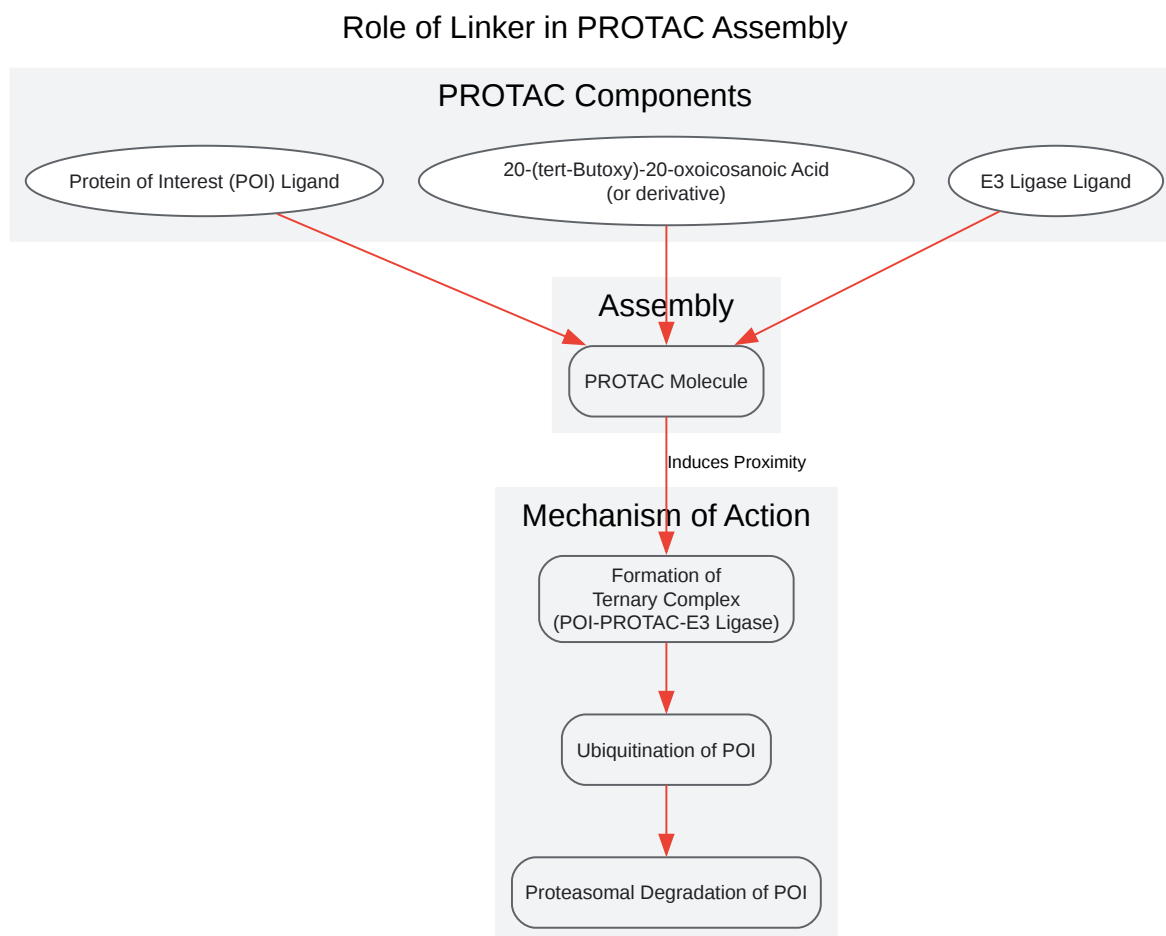 Role of Linker in PROTAC Assembly
PROTAC Components
Protein of Interest (POI) Ligand
20-(tert-Butoxy)-20-oxoicosanoic Acid
(or derivative)
E3 Ligase Ligand
Assembly
PROTAC Molecule
Induces Proximity
Mechanism of Action
Formation of
Ternary Complex
(POI-PROTAC-E3 Ligase)
Ubiquitination of POI
Proteasomal Degradation of POI